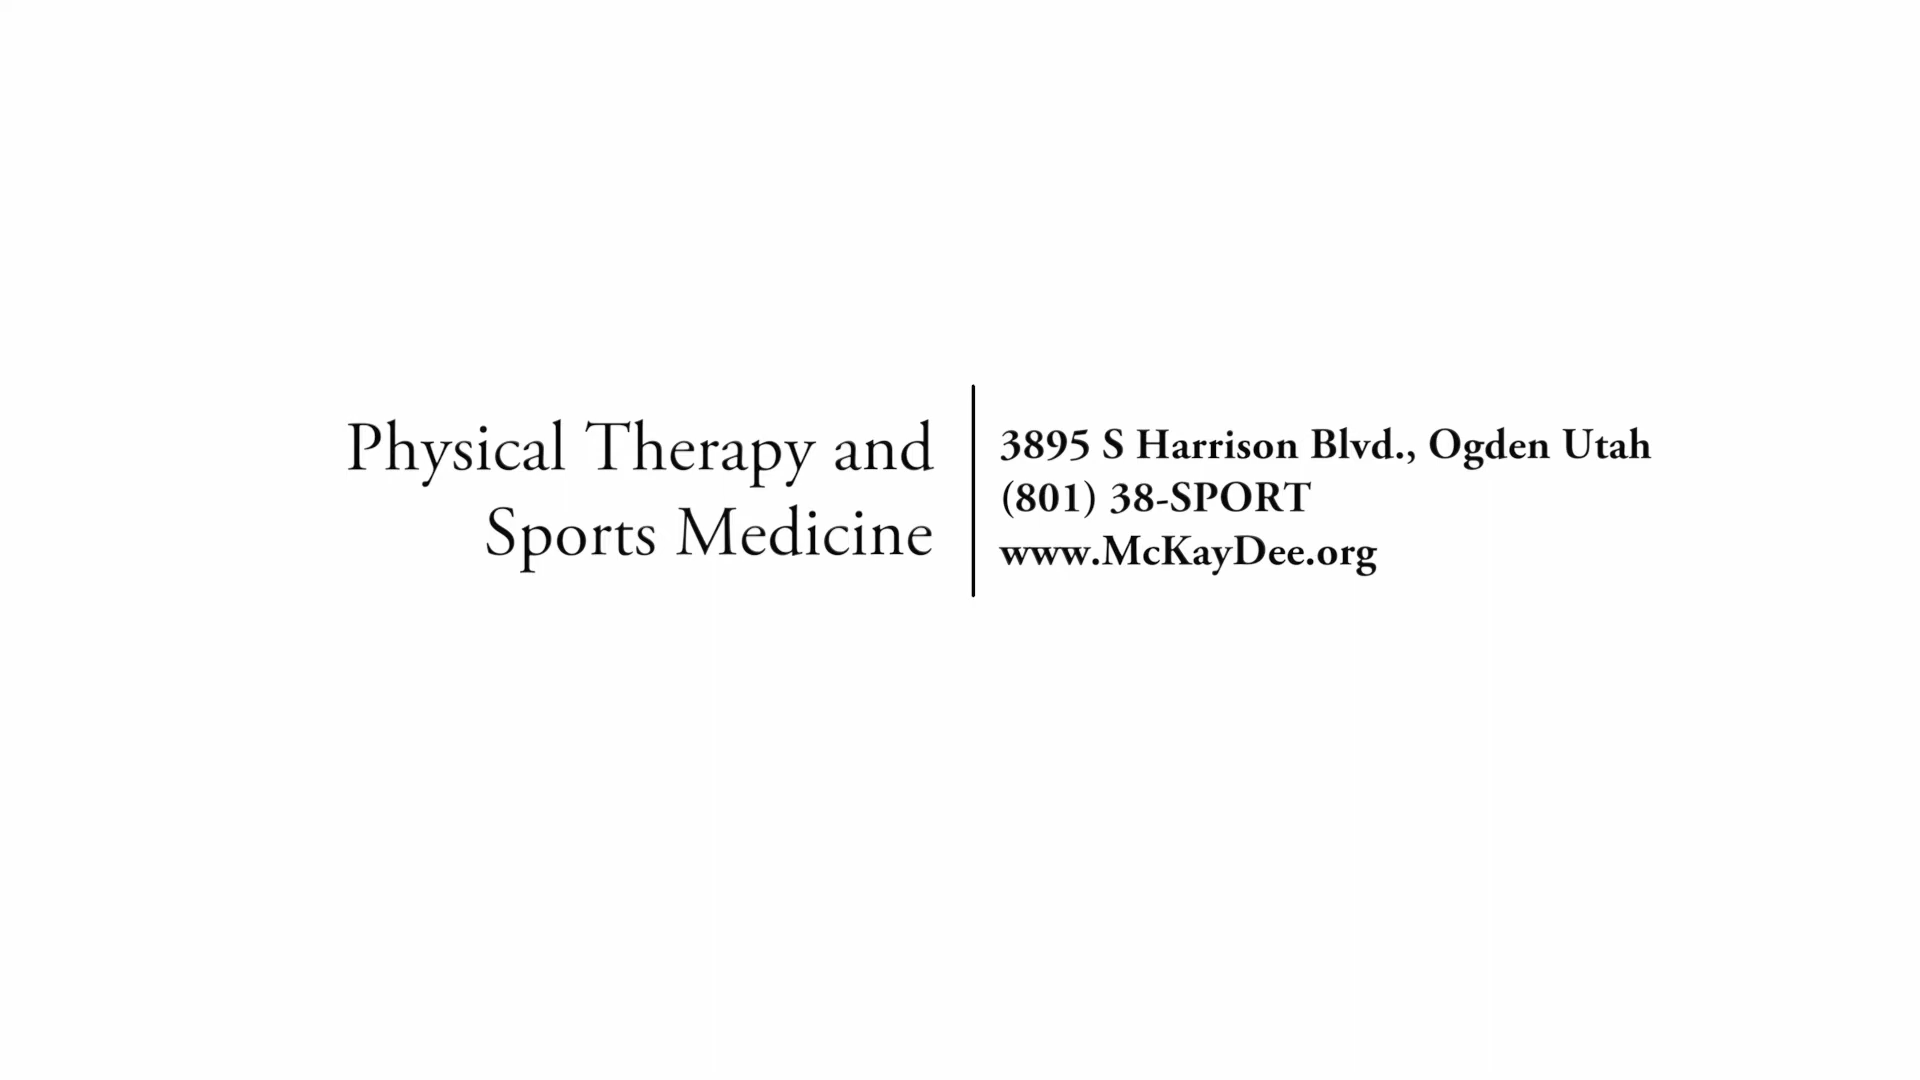 Physical Therapy and
Sports Medicine
3895 S Harrison Blvd., Ogden Utah
(801) 38-SPORT
www.McKayDee.org